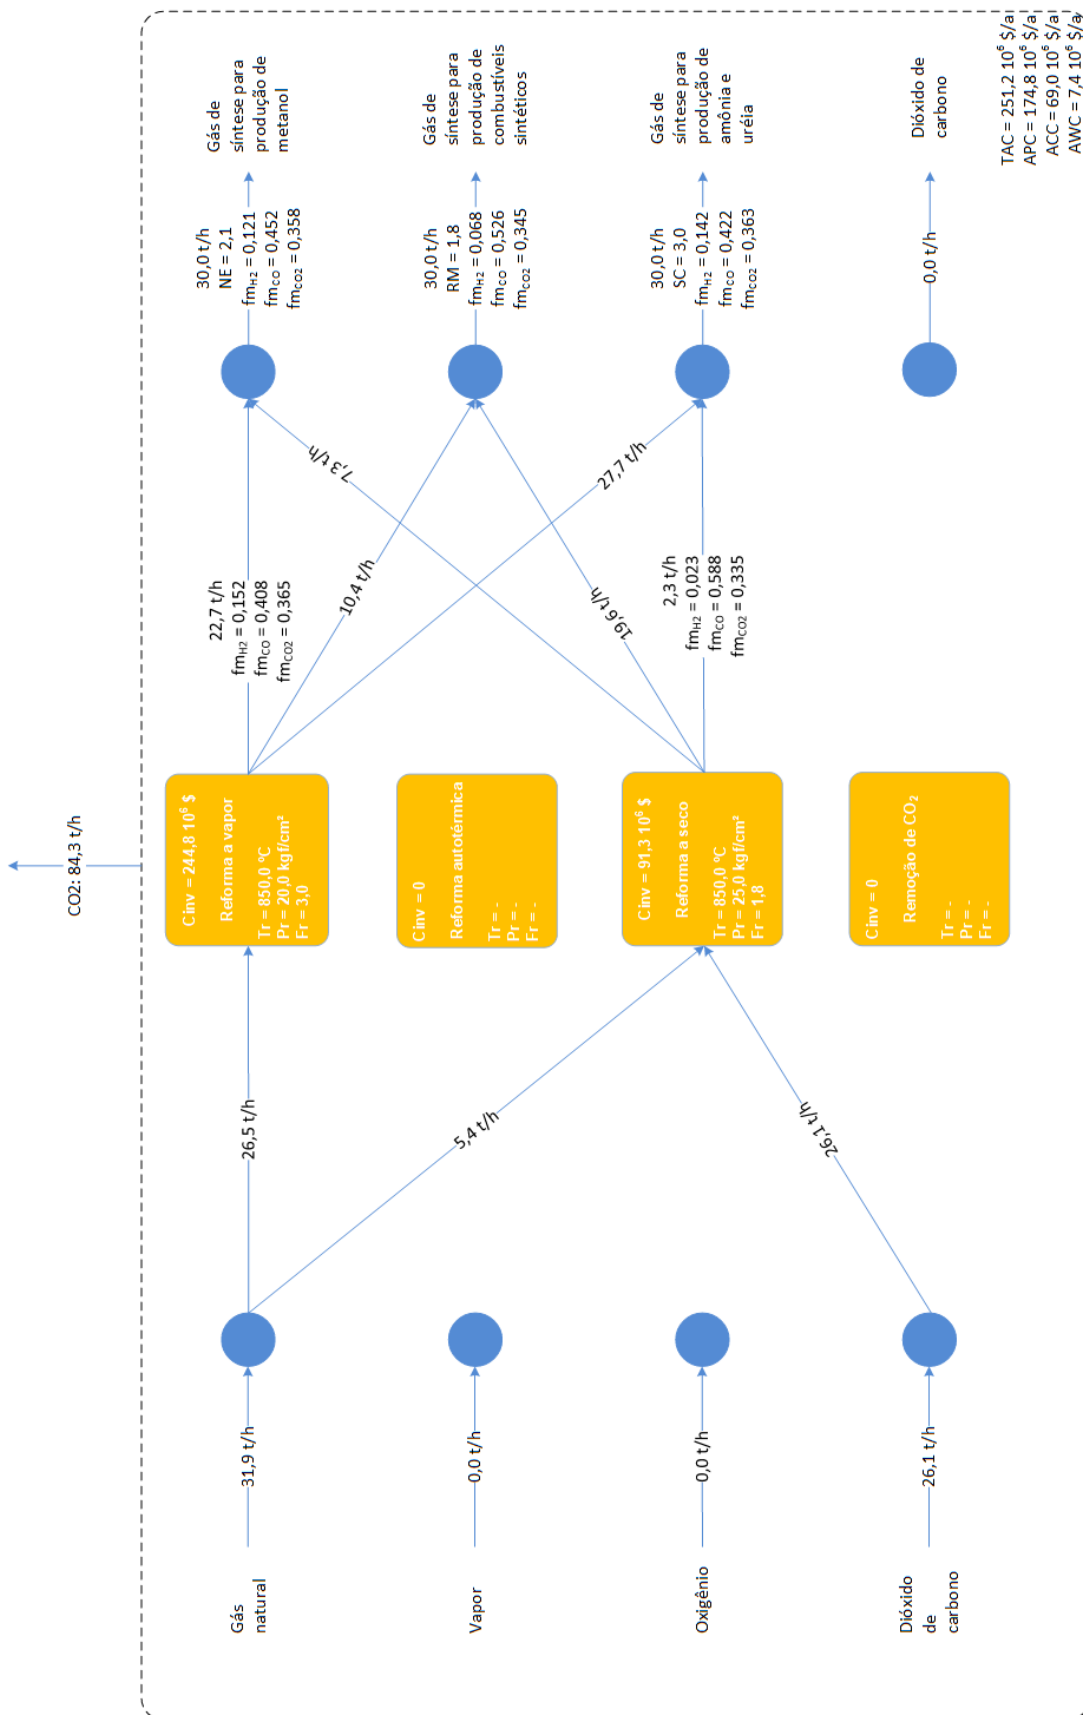 CO2: 84,3 t/h
Gás
natural
31,9 t/h
26,5 t/h
5,4 t/h
Cinv = 244,8 10⁶ $
Reforma a vapor
Tr = 850,0 ºC
Pr = 20,0 kgf/cm²
Fr = 3,0
22,7 t/h
fmH2 = 0,152
fmCO = 0,408
fmCO2 = 0,365
10,4 t/h
27,7 t/h
7,3 t/h
30,0 t/h
NE = 2,1
fmH2 = 0,121
fmCO = 0,452
fmCO2 = 0,358
Gás de
síntese para
produção de
metanol
Vapor
0,0 t/h
Cinv = 0
Reforma autotérmica
Tr = -
Pr = -
Fr = -
30,0 t/h
RM = 1,8
fmH2 = 0,068
fmCO = 0,526
fmCO2 = 0,345
Gás de
síntese para
produção de
combustíveis
sintéticos
Oxigênio
0,0 t/h
Cinv = 91,3 10⁶ $
Reforma a seco
Tr = 850,0 ºC
Pr = 25,0 kgf/cm²
Fr = 1,8
19,6 t/h
2,3 t/h
fmH2 = 0,023
fmCO = 0,588
fmCO2 = 0,335
30,0 t/h
SC = 3,0
fmH2 = 0,142
fmCO = 0,422
fmCO2 = 0,363
Gás de
síntese para
produção de
amônia e
uréia
Dióxido
de
carbono
26,1 t/h
26,1 t/h
Cinv = 0
Remoção de CO2
Tr = -
Pr = -
Fr = -
0,0 t/h
Dióxido de
carbono
TAC = 251,2 10⁶ $/a
APC = 174,8 10⁶ $/a
ACC = 69,0 10⁶ $/a
AWC = 7,4 10⁶ $/a